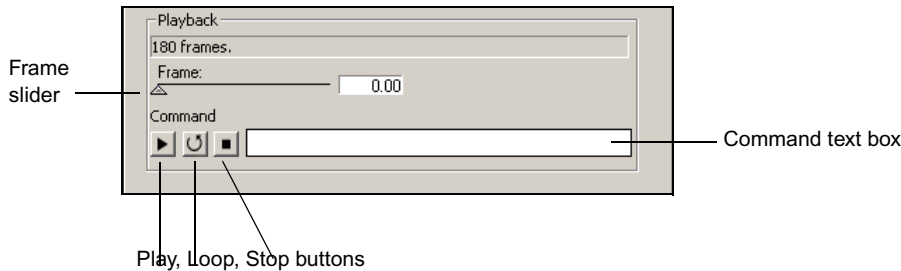 Playback
180 frames.
Frame:
0.00
Frame
slider
Command
Command text box
Play, Loop, Stop buttons